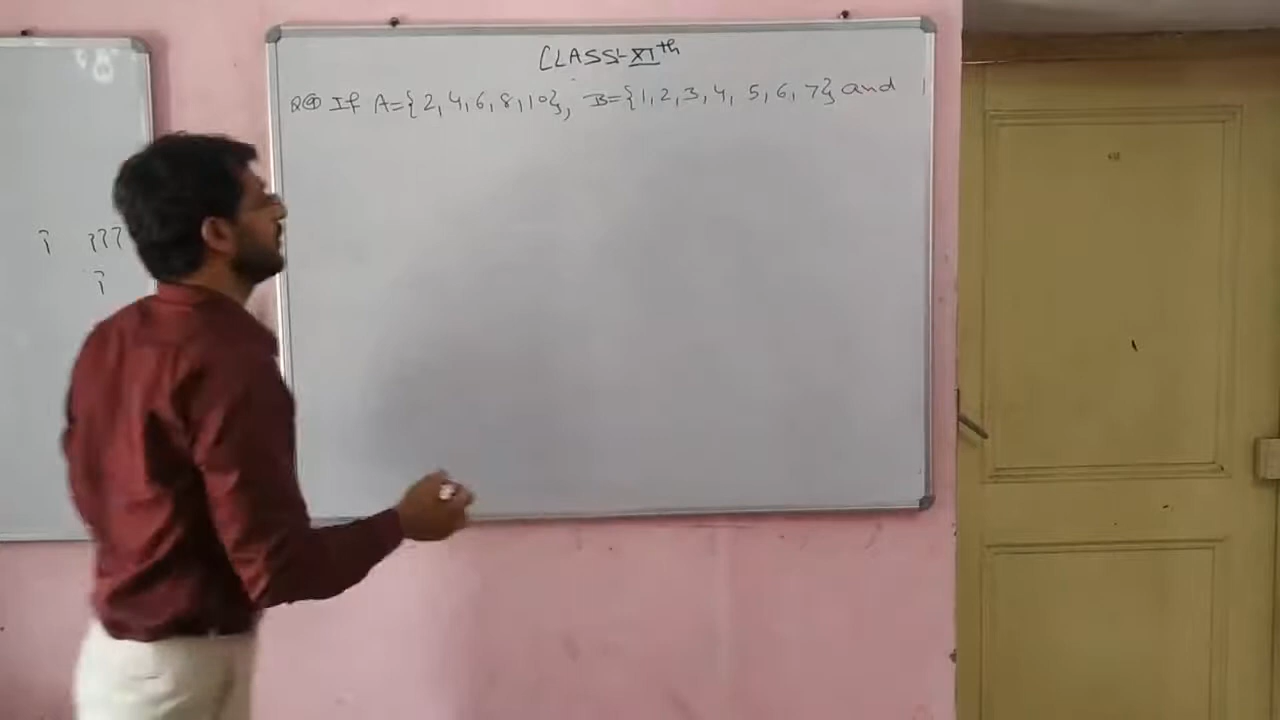 CLASS-XIth
If A={2, 4, 6, 8, 10}, B={1, 2, 3, 4, 5, 6, 7} and
? ???
?